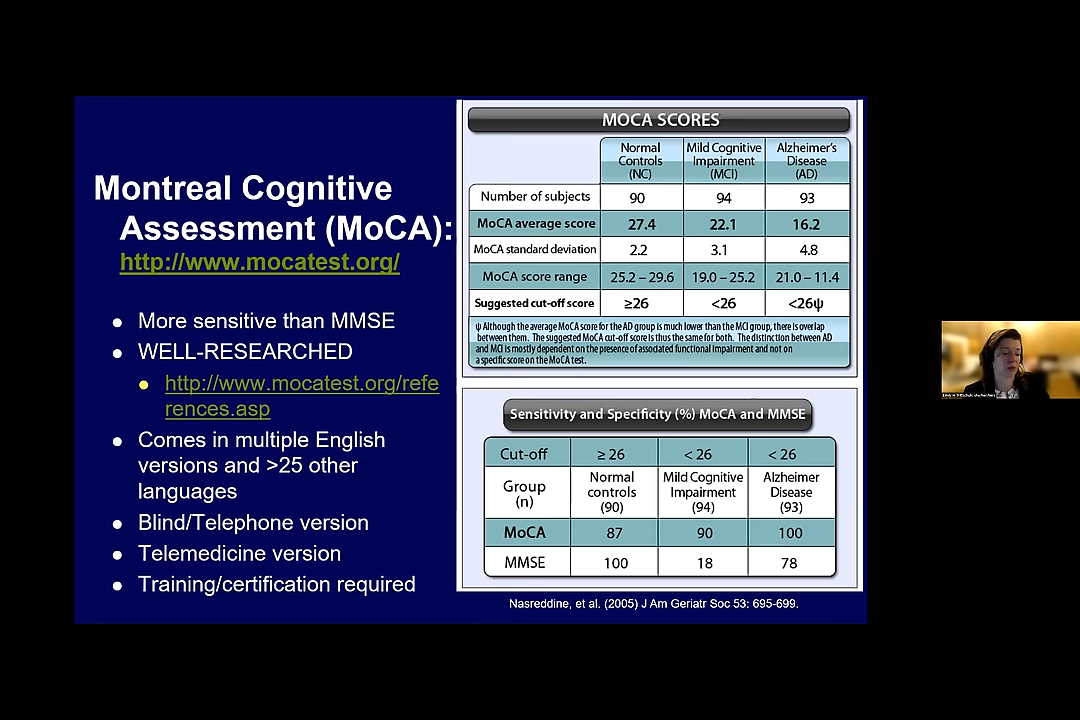 Montreal Cognitive
Assessment (MoCA):
http://www.mocatest.org/
● More sensitive than MMSE
● WELL-RESEARCHED
● http://www.mocatest.org/refe
rences.asp
● Comes in multiple English
versions and >25 other
languages
● Blind/Telephone version
● Telemedicine version
● Training/certification required
MOCA SCORES
Normal Controls (NC) Mild Cognitive Impairment (MCI) Alzheimer's Disease (AD)
Number of subjects 90 94 93
MoCA average score 27.4 22.1 16.2
MoCA standard deviation 2.2 3.1 4.8
MoCA score range 25.2 – 29.6 19.0 – 25.2 21.0 – 11.4
Suggested cut-off score ≥26 <26 <26ψ
ψ Although the average MoCA score for the AD group is much lower than the MCI group, there is overlap
between them. The suggested MoCA cut-off score is thus the same for both. The distinction between AD
and MCI is mostly dependent on the presence of associated functional impairment and not on
a specific score on the MoCA test.
Sensitivity and Specificity (%) MoCA and MMSE
Cut-off ≥ 26 < 26 < 26
Group (n) Normal controls (90) Mild Cognitive Impairment (94) Alzheimer Disease (93)
MoCA 87 90 100
MMSE 100 18 78
Nasreddine, et al. (2005) J Am Geriatr Soc 53: 695-699.